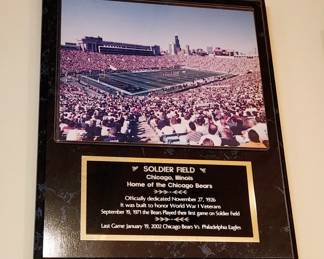 SOLDIER FIELD
Chicago, Illinois
Home of the Chicago Bears
Officially dedicated November 27, 1926
It was built to honor World War I Veterans
September 19, 1971 the Bears Played their first game on Soldier Field
Last Game January 19, 2002 Chicago Bears Vs. Philadelphia Eagles